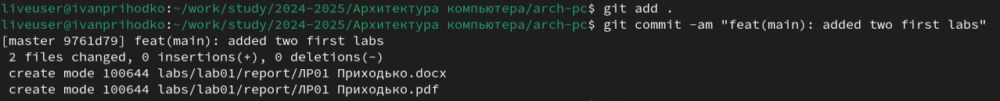 liveuser@ivanprihodko:~/work/study/2024-2025/Архитектура компьютера/arch-pc$ git add .
liveuser@ivanprihodko:~/work/study/2024-2025/Архитектура компьютера/arch-pc$ git commit -am "feat(main): added two first labs"
[master 9761d79] feat(main): added two first labs
 2 files changed, 0 insertions(+), 0 deletions(-)
 create mode 100644 labs/lab01/report/ЛР01 Приходько.docx
 create mode 100644 labs/lab01/report/ЛР01 Приходько.pdf